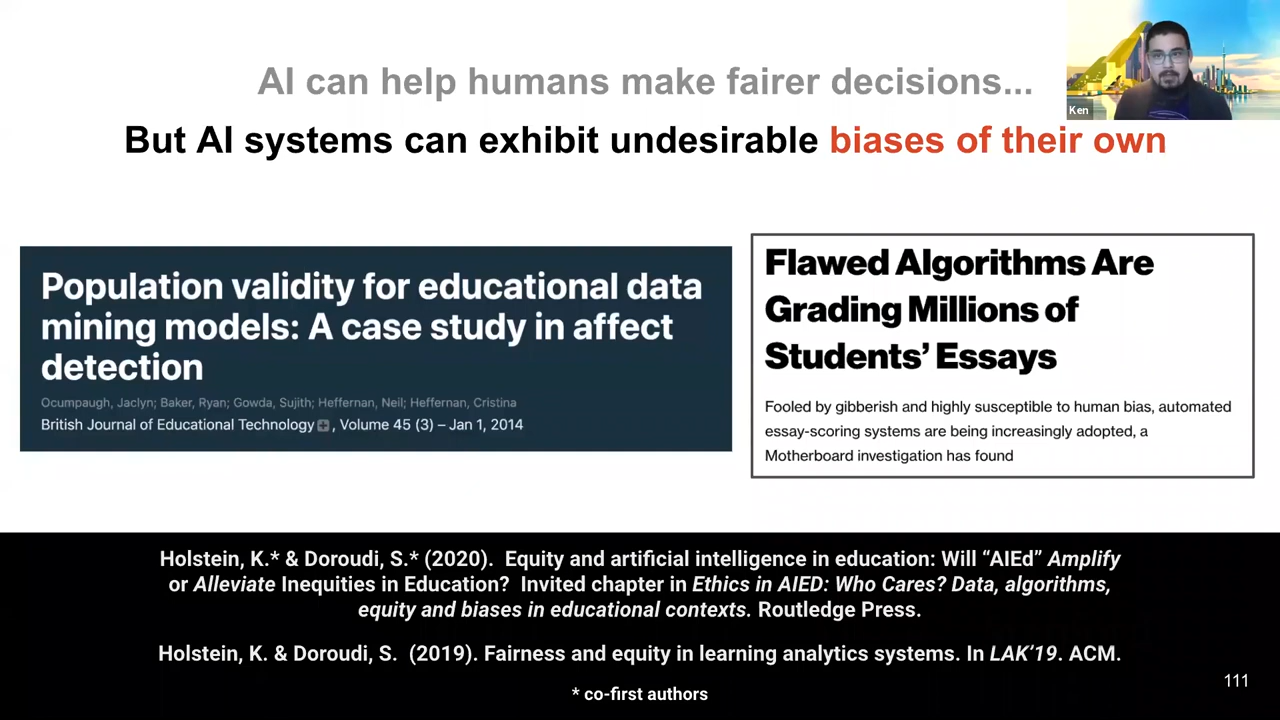 AI can help humans make fairer decisions...
Ken
But AI systems can exhibit undesirable biases of their own
Population validity for educational data
mining models: A case study in affect
detection
Ocumpaugh, Jaclyn; Baker, Ryan; Gowda, Sujith; Heffernan, Neil; Heffernan, Cristina
British Journal of Educational Technology + , Volume 45 (3) – Jan 1, 2014
Flawed Algorithms Are
Grading Millions of
Students’ Essays
Fooled by gibberish and highly susceptible to human bias, automated
essay-scoring systems are being increasingly adopted, a
Motherboard investigation has found
Holstein, K.* & Doroudi, S.* (2020). Equity and artificial intelligence in education: Will “AIEd” Amplify
or Alleviate Inequities in Education? Invited chapter in Ethics in AIED: Who Cares? Data, algorithms,
equity and biases in educational contexts. Routledge Press.
Holstein, K. & Doroudi, S. (2019). Fairness and equity in learning analytics systems. In LAK’19. ACM.
* co-first authors
111